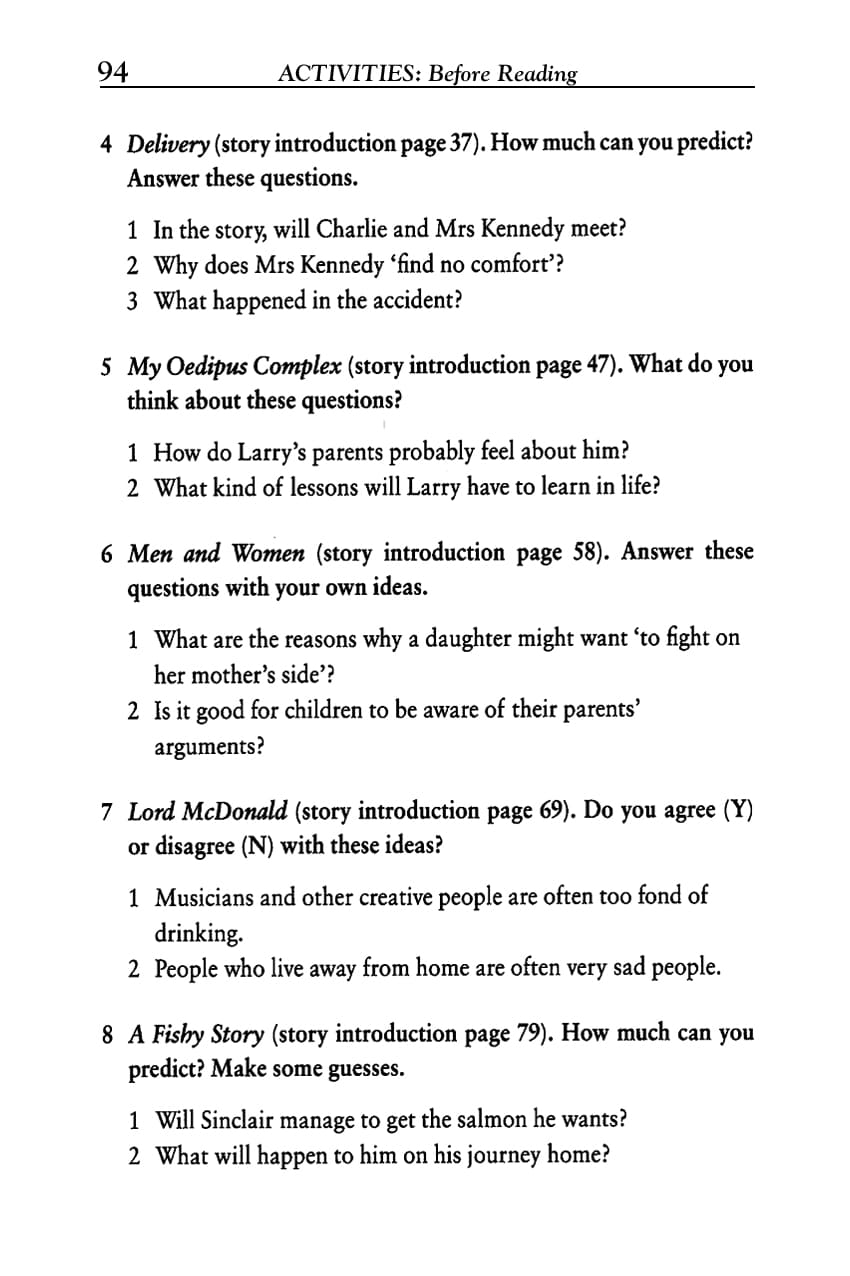 94 ACTIVITIES: Before Reading
4 Delivery (story introduction page 37). How much can you predict?
Answer these questions.
1 In the story, will Charlie and Mrs Kennedy meet?
2 Why does Mrs Kennedy ‘find no comfort’?
3 What happened in the accident?
5 My Oedipus Complex (story introduction page 47). What do you
think about these questions?
1 How do Larry’s parents probably feel about him?
2 What kind of lessons will Larry have to learn in life?
6 Men and Women (story introduction page 58). Answer these
questions with your own ideas.
1 What are the reasons why a daughter might want ‘to fight on
her mother’s side’?
2 Is it good for children to be aware of their parents’
arguments?
7 Lord McDonald (story introduction page 69). Do you agree (Y)
or disagree (N) with these ideas?
1 Musicians and other creative people are often too fond of
drinking.
2 People who live away from home are often very sad people.
8 A Fishy Story (story introduction page 79). How much can you
predict? Make some guesses.
1 Will Sinclair manage to get the salmon he wants?
2 What will happen to him on his journey home?